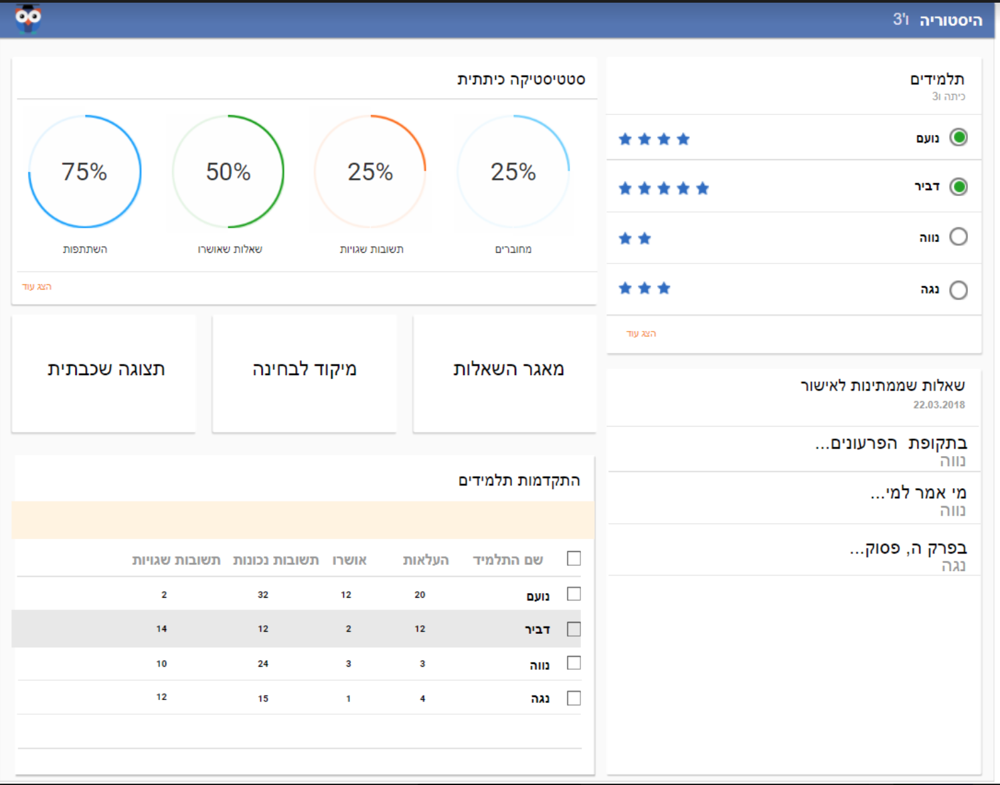 היסטוריה ו'3
תלמידים
כיתה ו3
נועם
דביר
נווה
נגה
הצג עוד
סטטיסטיקה כיתתית
25% 25% 50% 75%
מחוברים תשובות שגויות שאלות שאושרו השתתפות
הצג עוד
מאגר השאלות מיקוד לבחינה תצוגה שכבתית
שאלות שממתינות לאישור
22.03.2018
בתקופת הפרעונים...
נווה
מי אמר למי...
נווה
בפרק ה, פסוק...
נגה
התקדמות תלמידים
שם התלמיד העלאות אושרו תשובות נכונות תשובות שגויות
נועם 20 12 32 2
דביר 12 2 12 14
נווה 3 3 24 10
נגה 4 1 15 12